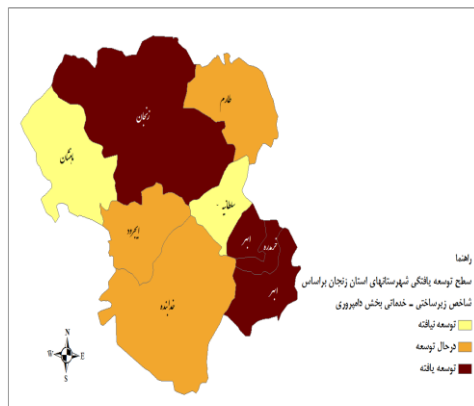 طارم
زنجان
ماهنشان
سلطانیه
ابهر
خرمدره
ایجرود
ابهر
خدابنده
راهنما
سطح توسعه یافتگی شهرستانهای استان زنجان براساس
شاخص زیرساختی - خدماتی بخش دامپروری
توسعه نیافته
درحال توسعه
توسعه یافته
N
W E
S